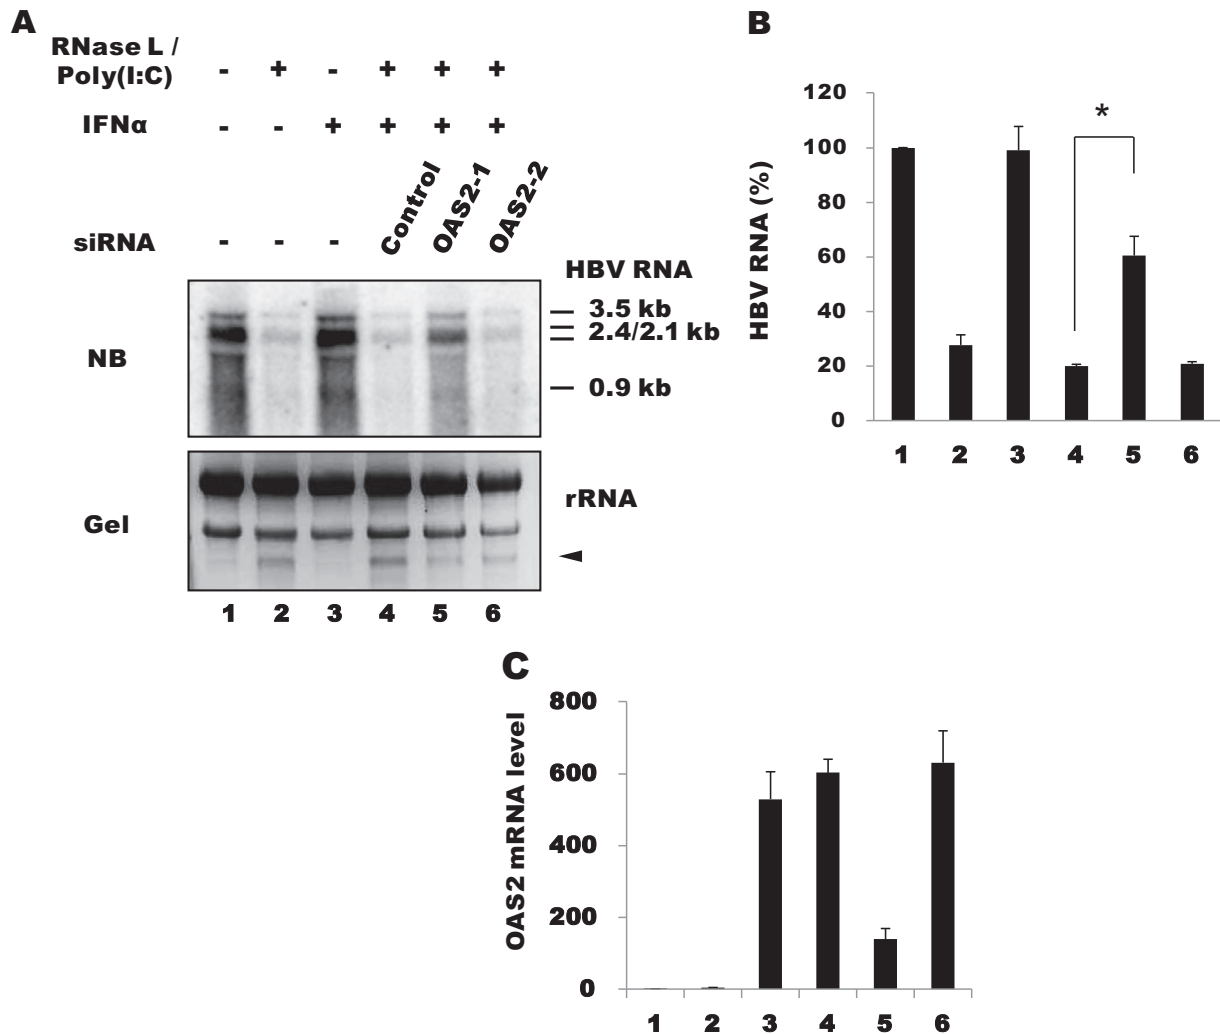 A
RNase L /
Poly(I:C)
- + - + + +
IFNα
- - + + + +
siRNA
- - - Control OAS2-1 OAS2-2
HBV RNA
3.5 kb
2.4/2.1 kb
0.9 kb
NB
Gel
rRNA
1 2 3 4 5 6
B
HBV RNA (%)
120
100
80
60
40
20
0
*
1 2 3 4 5 6
C
OAS2 mRNA level
800
600
400
200
0
1 2 3 4 5 6